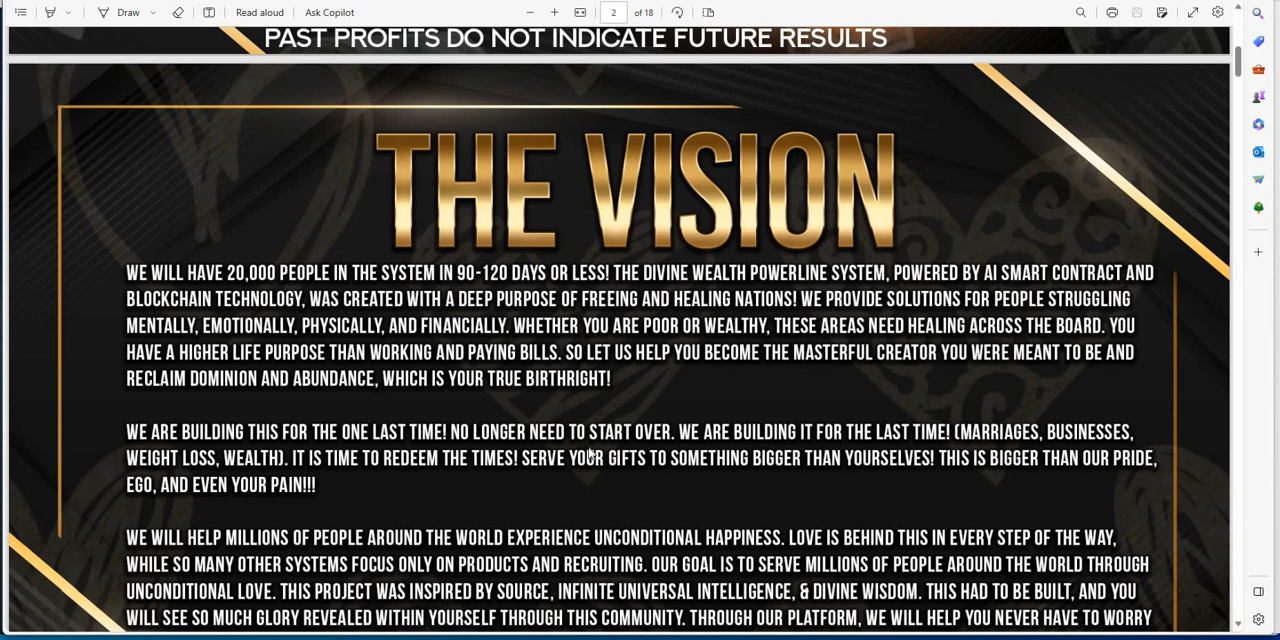 Draw
Read aloud
Ask Copilot
2
of 18
PAST PROFITS DO NOT INDICATE FUTURE RESULTS
THE VISION
WE WILL HAVE 20,000 PEOPLE IN THE SYSTEM IN 90-120 DAYS OR LESS! THE DIVINE WEALTH POWERLINE SYSTEM, POWERED BY AI SMART CONTRACT AND
BLOCKCHAIN TECHNOLOGY, WAS CREATED WITH A DEEP PURPOSE OF FREEING AND HEALING NATIONS! WE PROVIDE SOLUTIONS FOR PEOPLE STRUGGLING
MENTALLY, EMOTIONALLY, PHYSICALLY, AND FINANCIALLY. WHETHER YOU ARE POOR OR WEALTHY, THESE AREAS NEED HEALING ACROSS THE BOARD. YOU
HAVE A HIGHER LIFE PURPOSE THAN WORKING AND PAYING BILLS. SO LET US HELP YOU BECOME THE MASTERFUL CREATOR YOU WERE MEANT TO BE AND
RECLAIM DOMINION AND ABUNDANCE, WHICH IS YOUR TRUE BIRTHRIGHT!
WE ARE BUILDING THIS FOR THE ONE LAST TIME! NO LONGER NEED TO START OVER. WE ARE BUILDING IT FOR THE LAST TIME! (MARRIAGES, BUSINESSES,
WEIGHT LOSS, WEALTH). IT IS TIME TO REDEEM THE TIMES! SERVE YOUR GIFTS TO SOMETHING BIGGER THAN YOURSELVES! THIS IS BIGGER THAN OUR PRIDE,
EGO, AND EVEN YOUR PAIN!!!
WE WILL HELP MILLIONS OF PEOPLE AROUND THE WORLD EXPERIENCE UNCONDITIONAL HAPPINESS. LOVE IS BEHIND THIS IN EVERY STEP OF THE WAY,
WHILE SO MANY OTHER SYSTEMS FOCUS ONLY ON PRODUCTS AND RECRUITING. OUR GOAL IS TO SERVE MILLIONS OF PEOPLE AROUND THE WORLD THROUGH
UNCONDITIONAL LOVE. THIS PROJECT WAS INSPIRED BY SOURCE, INFINITE UNIVERSAL INTELLIGENCE, & DIVINE WISDOM. THIS HAD TO BE BUILT, AND YOU
WILL SEE SO MUCH GLORY REVEALED WITHIN YOURSELF THROUGH THIS COMMUNITY. THROUGH OUR PLATFORM, WE WILL HELP YOU NEVER HAVE TO WORRY